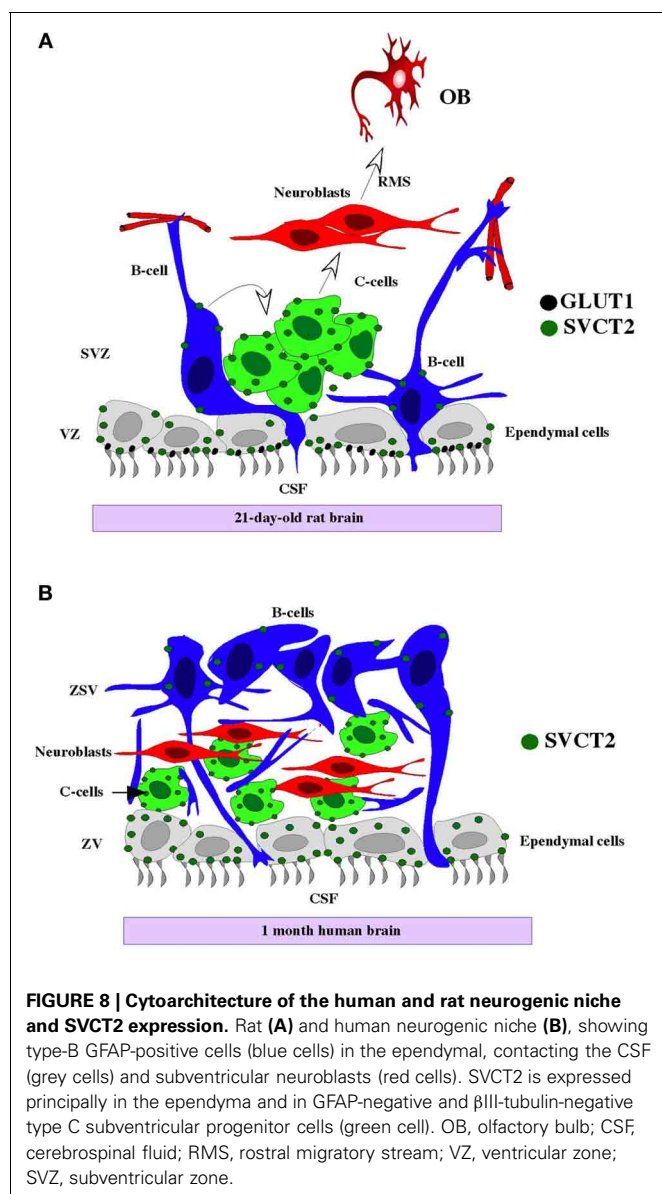 A
OB
RMS
Neuroblasts
B-cell
C-cells
GLUT1
SVCT2
SVZ
B-cell
VZ
Ependymal cells
CSF
21-day-old rat brain
B
B-cells
ZSV
SVCT2
Neuroblasts
C-cells
ZV
Ependymal cells
CSF
1 month human brain
FIGURE 8 | Cytoarchitecture of the human and rat neurogenic niche
and SVCT2 expression. Rat (A) and human neurogenic niche (B), showing
type-B GFAP-positive cells (blue cells) in the ependymal, contacting the CSF
(grey cells) and subventricular neuroblasts (red cells). SVCT2 is expressed
principally in the ependyma and in GFAP-negative and βIII-tubulin-negative
type C subventricular progenitor cells (green cell). OB, olfactory bulb; CSF,
cerebrospinal fluid; RMS, rostral migratory stream; VZ, ventricular zone;
SVZ, subventricular zone.